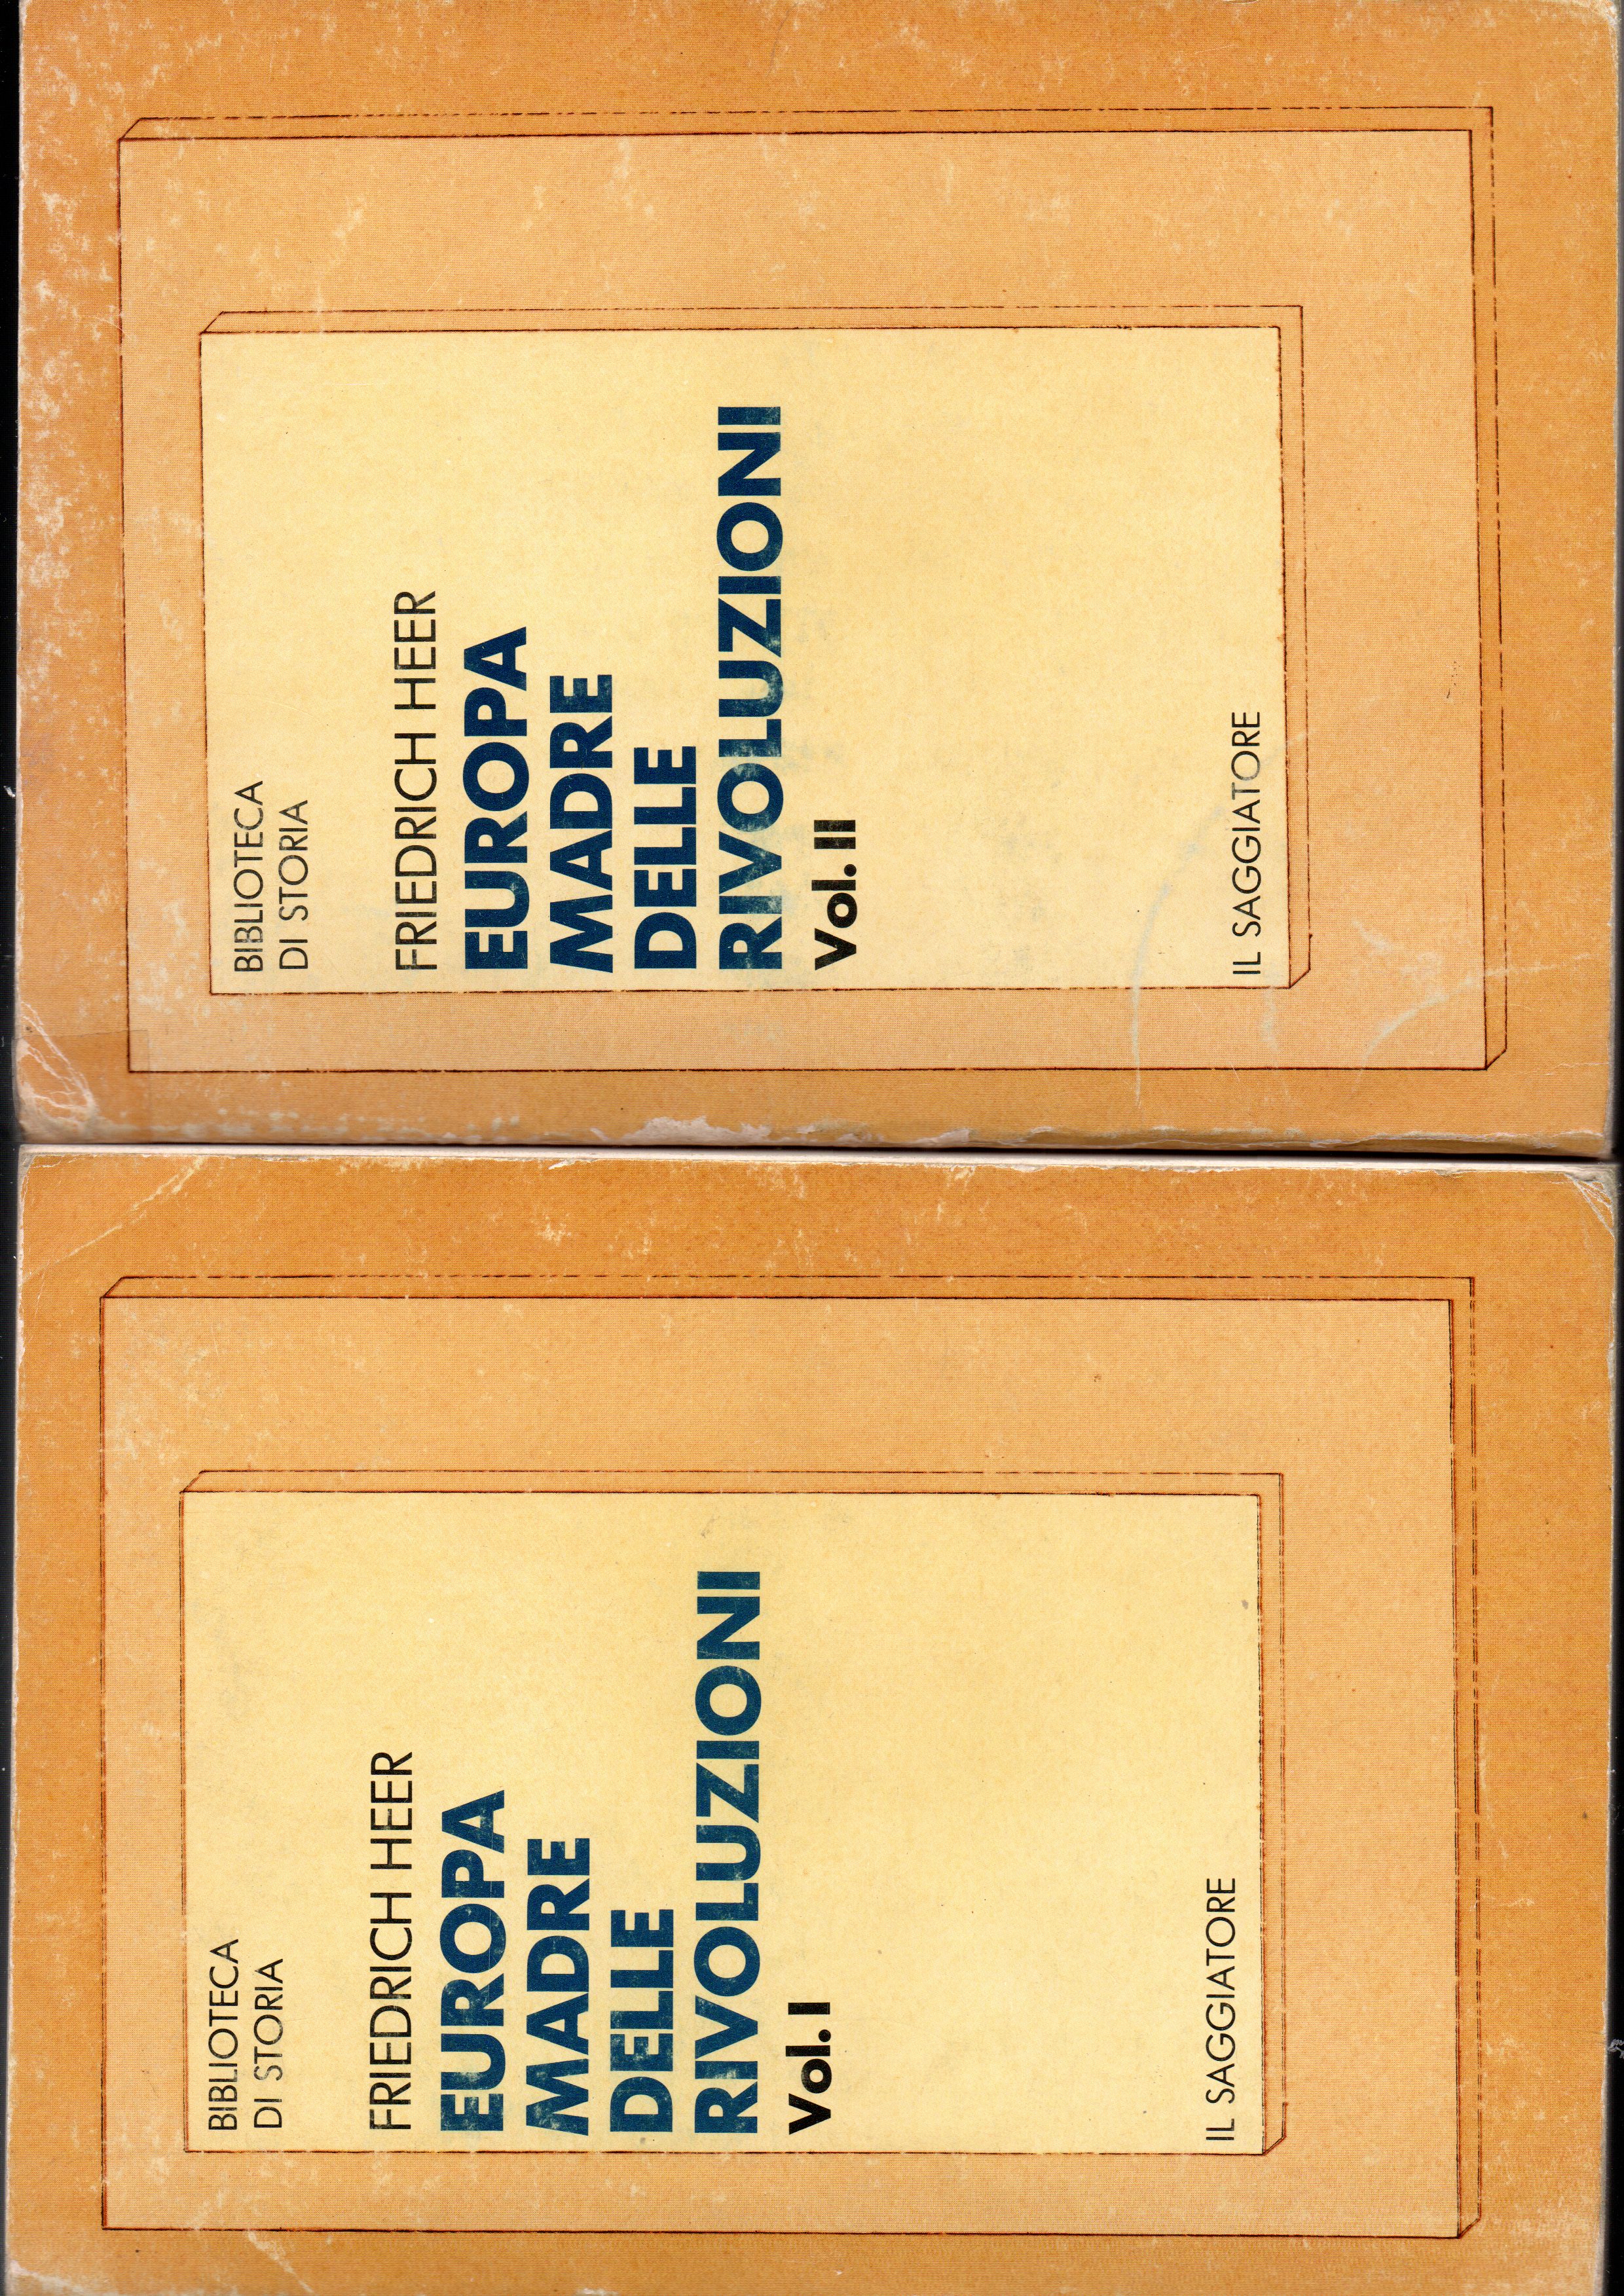 BIBLIOTECA
DI STORIA
FRIEDRICH HEER
EUROPA
MADRE
DELLE
RIVOLUZIONI
Vol. I
IL SAGGIATORE
BIBLIOTECA
DI STORIA
FRIEDRICH HEER
EUROPA
MADRE
DELLE
RIVOLUZIONI
Vol. II
IL SAGGIATORE